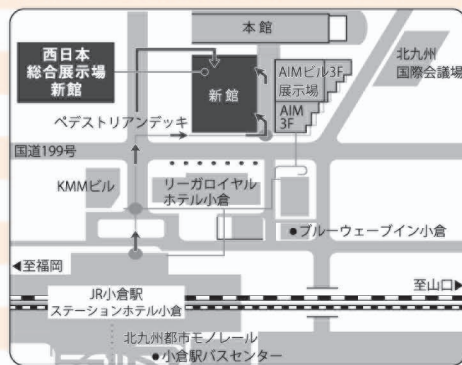 本館
西日本
総合展示場
新館
新館
AIMビル3F
展示場
AIM
3F
北九州
国際会議場
ペデストリアンデッキ
国道199号
KMMビル
リーガロイヤル
ホテル小倉
●ブルーウェーブイン小倉
◀至福岡
至山口▶
JR小倉駅
ステーションホテル小倉
北九州都市モノレール
●小倉駅バスセンター